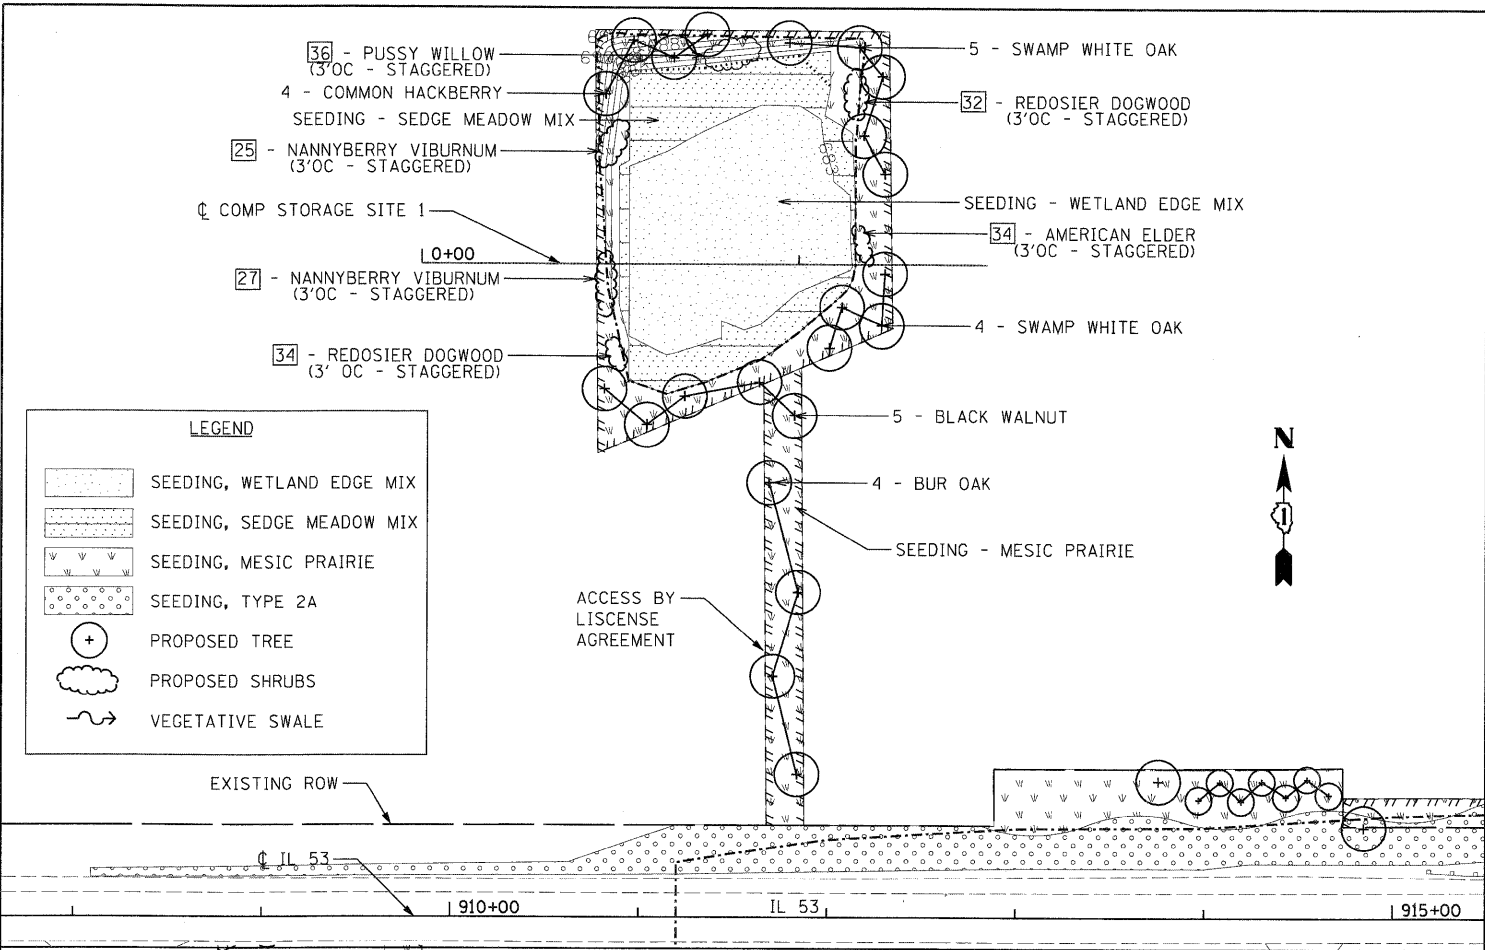 36 - PUSSY WILLOW
(3'OC - STAGGERED)
4 - COMMON HACKBERRY
SEEDING - SEDGE MEADOW MIX
25 - NANNYBERRY VIBURNUM
(3'OC - STAGGERED)
℄ COMP STORAGE SITE 1
0+00
27 - NANNYBERRY VIBURNUM
(3'OC - STAGGERED)
34 - REDOSIER DOGWOOD
(3' OC - STAGGERED)
5 - SWAMP WHITE OAK
32 - REDOSIER DOGWOOD
(3'OC - STAGGERED)
683
SEEDING - WETLAND EDGE MIX
34 - AMERICAN ELDER
(3'OC - STAGGERED)
4 - SWAMP WHITE OAK
5 - BLACK WALNUT
4 - BUR OAK
SEEDING - MESIC PRAIRIE
ACCESS BY
LISCENSE
AGREEMENT
N
1
LEGEND
SEEDING, WETLAND EDGE MIX
SEEDING, SEDGE MEADOW MIX
SEEDING, MESIC PRAIRIE
SEEDING, TYPE 2A
PROPOSED TREE
PROPOSED SHRUBS
VEGETATIVE SWALE
EXISTING ROW
℄ IL 53
910+00
IL 53
915+00